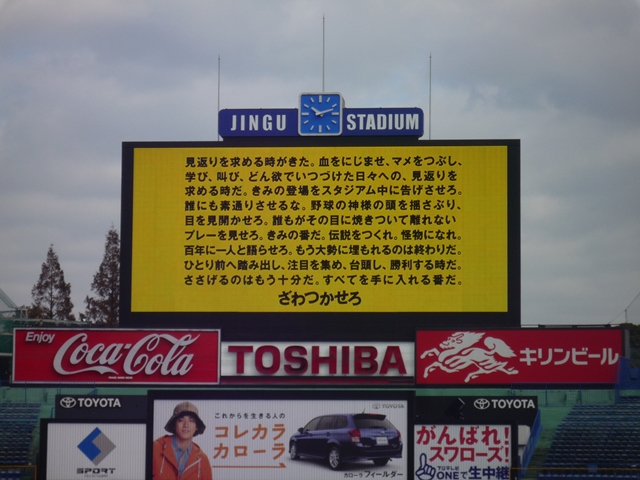 JINGU STADIUM
見返りを求める時がきた。血をにじませ、マメをつぶし、
学び、叫び、どん欲でいつづけた日々への、見返りを
求める時だ。きみの登場をスタジアム中に告げさせろ。
誰にも素通りさせるな。野球の神様の頭を揺さぶり、
目を見開かせろ。誰もがその目に焼きついて離れない
プレーを見せろ。きみの番だ。伝説をつくれ。怪物になれ。
百年に一人と語らせろ。もう大勢に埋もれるのは終わりだ。
ひとり前へ踏み出し、注目を集め、台頭し、勝利する時だ。
ささげるのはもう十分だ。すべてを手に入れる番だ。
ざわつかせろ
Enjoy
Coca-Cola
TOSHIBA
キリンビール
TOYOTA
TOYOTA
SPORT
これからを生きる人の
コレカラ
カローラ
TOYOTA
カローラ フィールダー
がんばれ!
スワローズ!
ONEで生中継